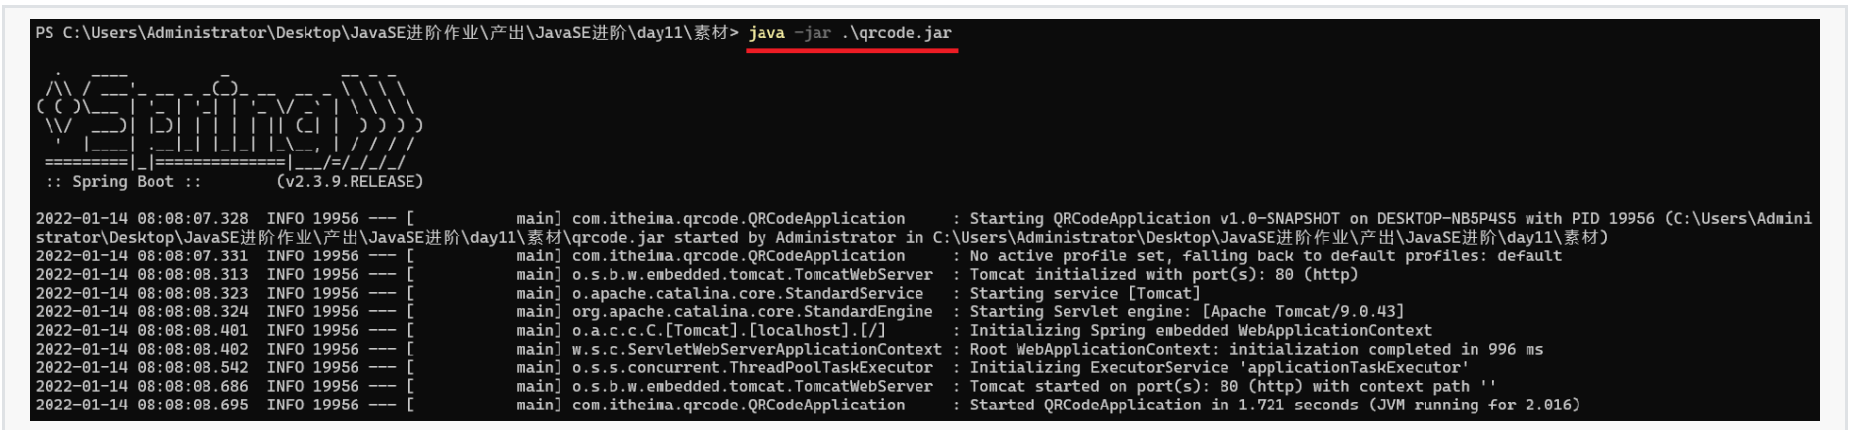 PS C:\Users\Administrator\Desktop\JavaSE进阶作业\产出\JavaSE进阶\day11\素材> java -jar .\qrcode.jar
  .   ____          _            __ _ _
 /\\ / ___'_ __ _ _(_)_ __  __ _ \ \ \ \
( ( )\___ | '_ | '_| | '_ \/ _` | \ \ \ \
 \\/  ___)| |_)| | | | | || (_| |  ) ) ) )
  '  |____| .__|_| |_|_| |_\__, | / / / /
 =========|_|==============|___/=/_/_/_/
 :: Spring Boot ::        (v2.3.9.RELEASE)
2022-01-14 08:08:07.328  INFO 19956 --- [           main] com.itheima.qrcode.QRCodeApplication     : Starting QRCodeApplication v1.0-SNAPSHOT on DESKTOP-NB5P4S5 with PID 19956 (C:\Users\Admini
strator\Desktop\JavaSE进阶作业\产出\JavaSE进阶\day11\素材\qrcode.jar started by Administrator in C:\Users\Administrator\Desktop\JavaSE进阶作业\产出\JavaSE进阶\day11\素材)
2022-01-14 08:08:07.331  INFO 19956 --- [           main] com.itheima.qrcode.QRCodeApplication     : No active profile set, falling back to default profiles: default
2022-01-14 08:08:08.313  INFO 19956 --- [           main] o.s.b.w.embedded.tomcat.TomcatWebServer  : Tomcat initialized with port(s): 80 (http)
2022-01-14 08:08:08.323  INFO 19956 --- [           main] o.apache.catalina.core.StandardService   : Starting service [Tomcat]
2022-01-14 08:08:08.324  INFO 19956 --- [           main] org.apache.catalina.core.StandardEngine  : Starting Servlet engine: [Apache Tomcat/9.0.43]
2022-01-14 08:08:08.401  INFO 19956 --- [           main] o.a.c.c.C.[Tomcat].[localhost].[/]       : Initializing Spring embedded WebApplicationContext
2022-01-14 08:08:08.402  INFO 19956 --- [           main] w.s.c.ServletWebServerApplicationContext : Root WebApplicationContext: initialization completed in 996 ms
2022-01-14 08:08:08.542  INFO 19956 --- [           main] o.s.s.concurrent.ThreadPoolTaskExecutor  : Initializing ExecutorService 'applicationTaskExecutor'
2022-01-14 08:08:08.686  INFO 19956 --- [           main] o.s.b.w.embedded.tomcat.TomcatWebServer  : Tomcat started on port(s): 80 (http) with context path ''
2022-01-14 08:08:08.695  INFO 19956 --- [           main] com.itheima.qrcode.QRCodeApplication     : Started QRCodeApplication in 1.721 seconds (JVM running for 2.016)